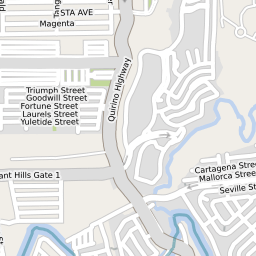 STA AVE
Magenta
Triumph Street
Goodwill Street
Fortune Street
Laurels Street
Yuletide Street
Quirino Highway
Cartagena Stre
Mallorca Stree
Seville St
ant Hills Gate 1